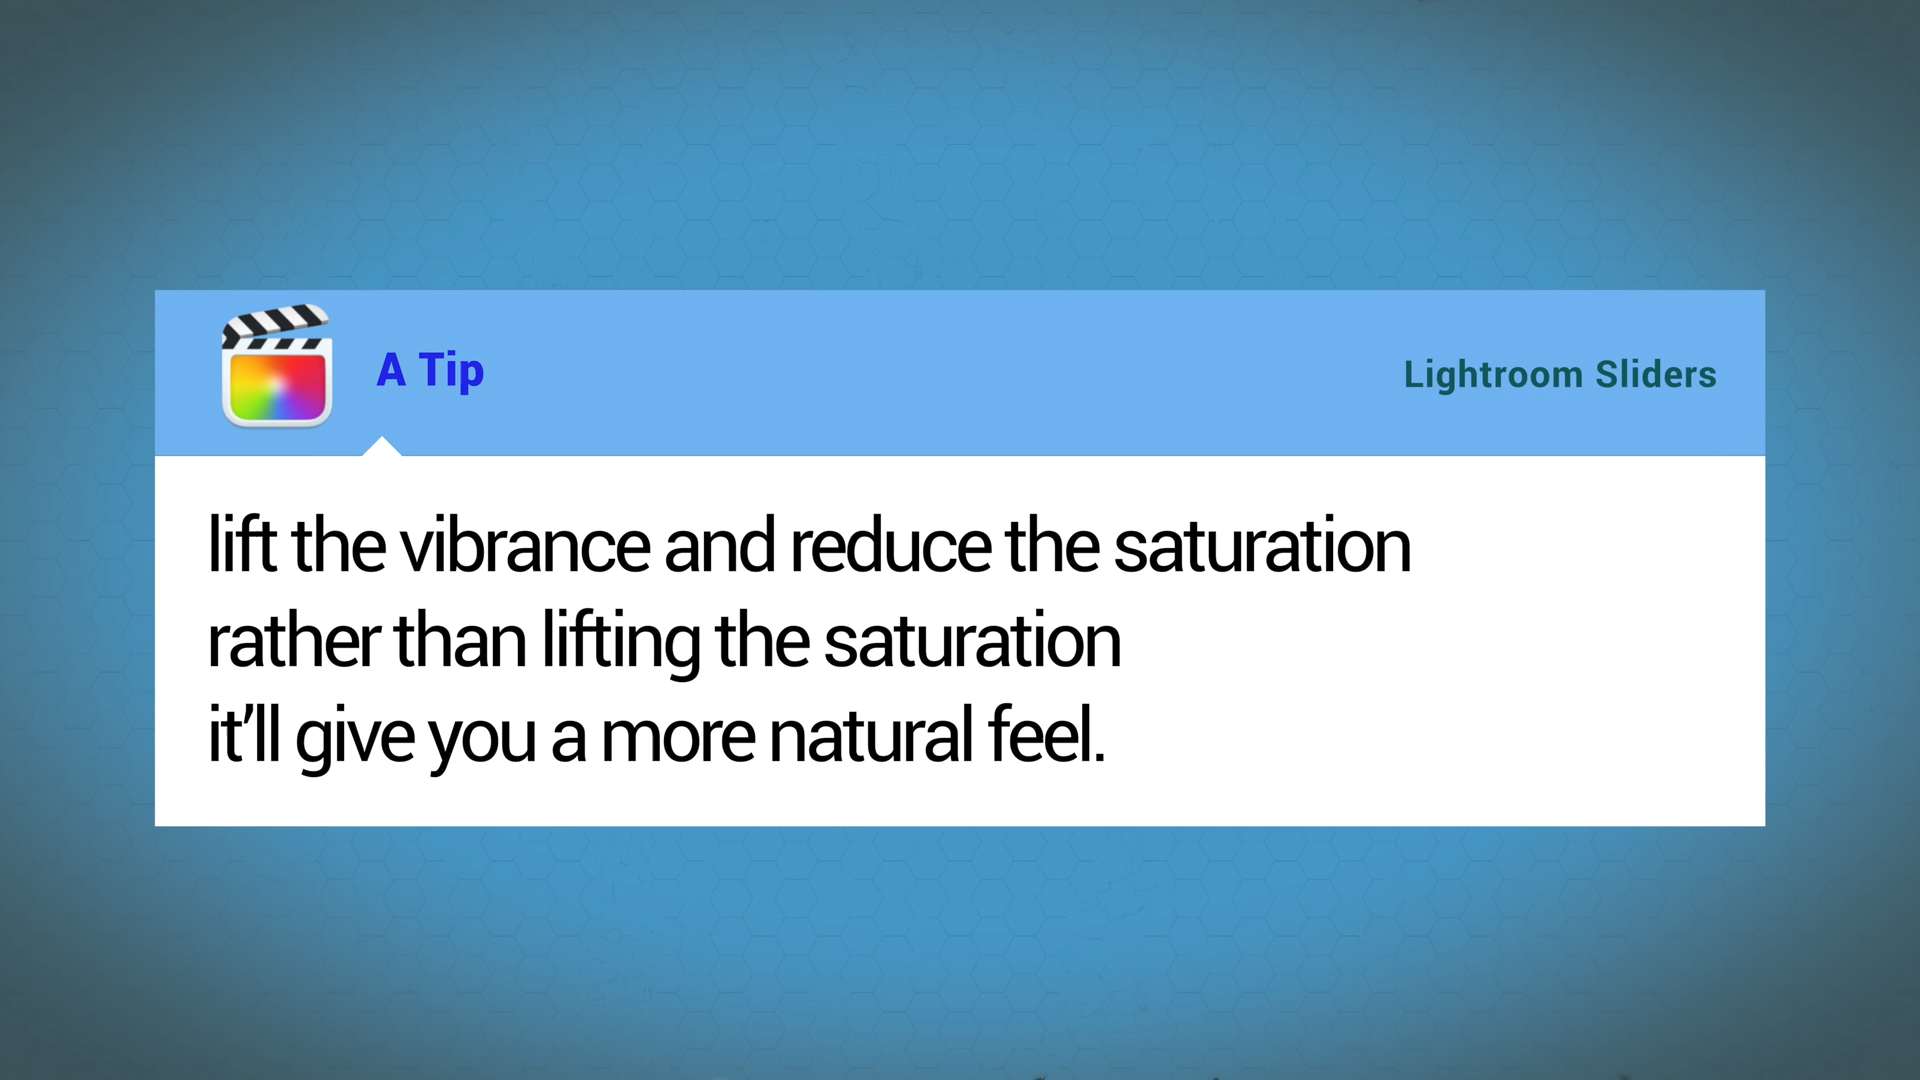 A Tip
Lightroom Sliders
lift the vibrance and reduce the saturation
rather than lifting the saturation
it’ll give you a more natural feel.